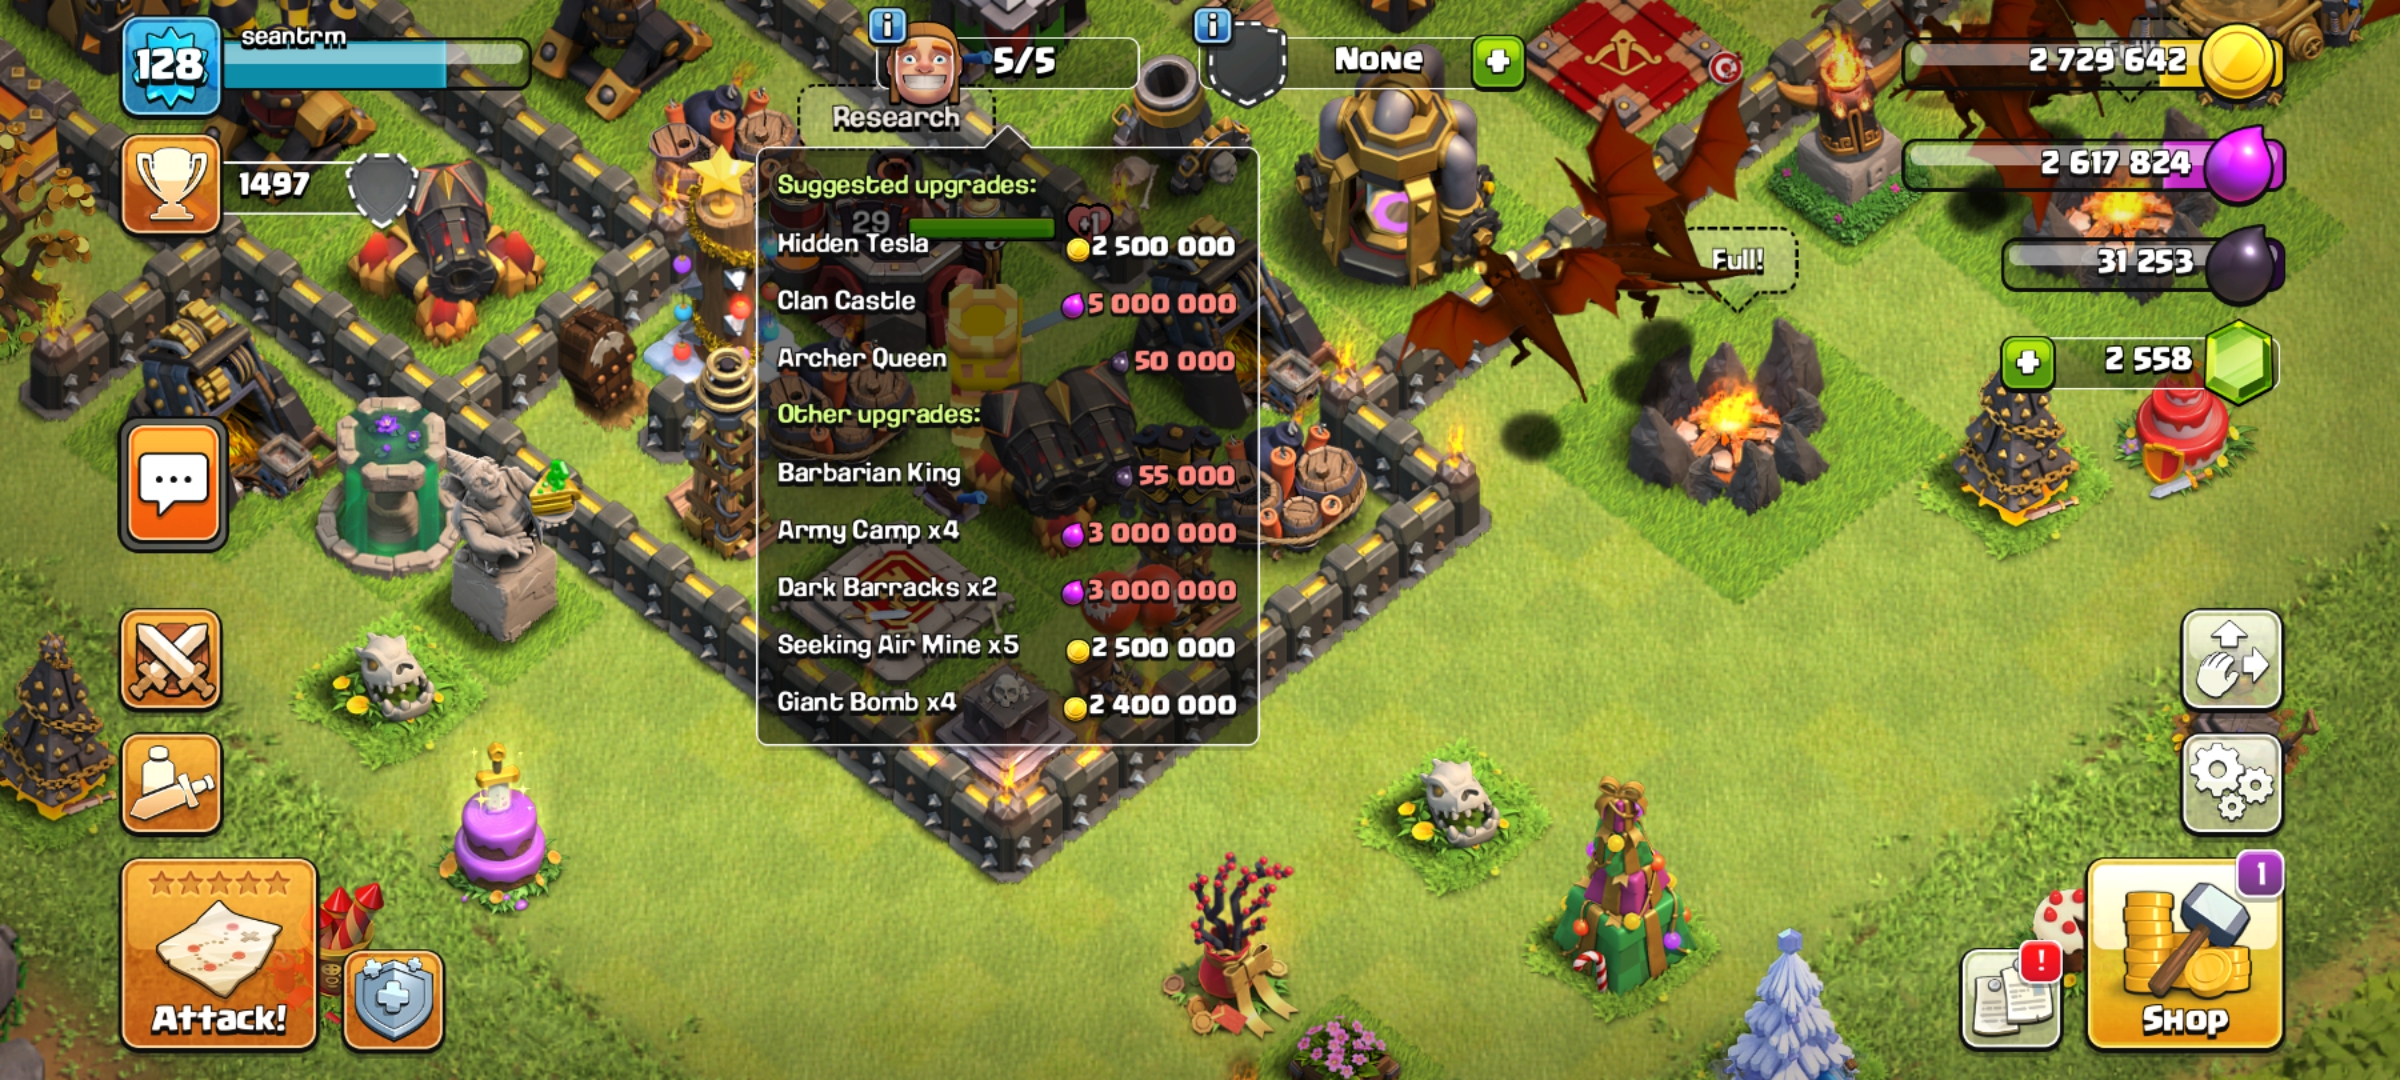 seantrm
128
5/5
None
2 729 642
Research
2 617 824
1497
Suggested upgrades:
29
+1
Hidden Tesla 2 500 000
31 253
Full!
Clan Castle 5 000 000
Archer Queen 50 000
2 558
Other upgrades:
Barbarian King 55 000
Army Camp x4 3 000 000
Dark Barracks x2 3 000 000
Seeking Air Mine x5 2 500 000
Giant Bomb x4 2 400 000
1
!
Attack!
Shop